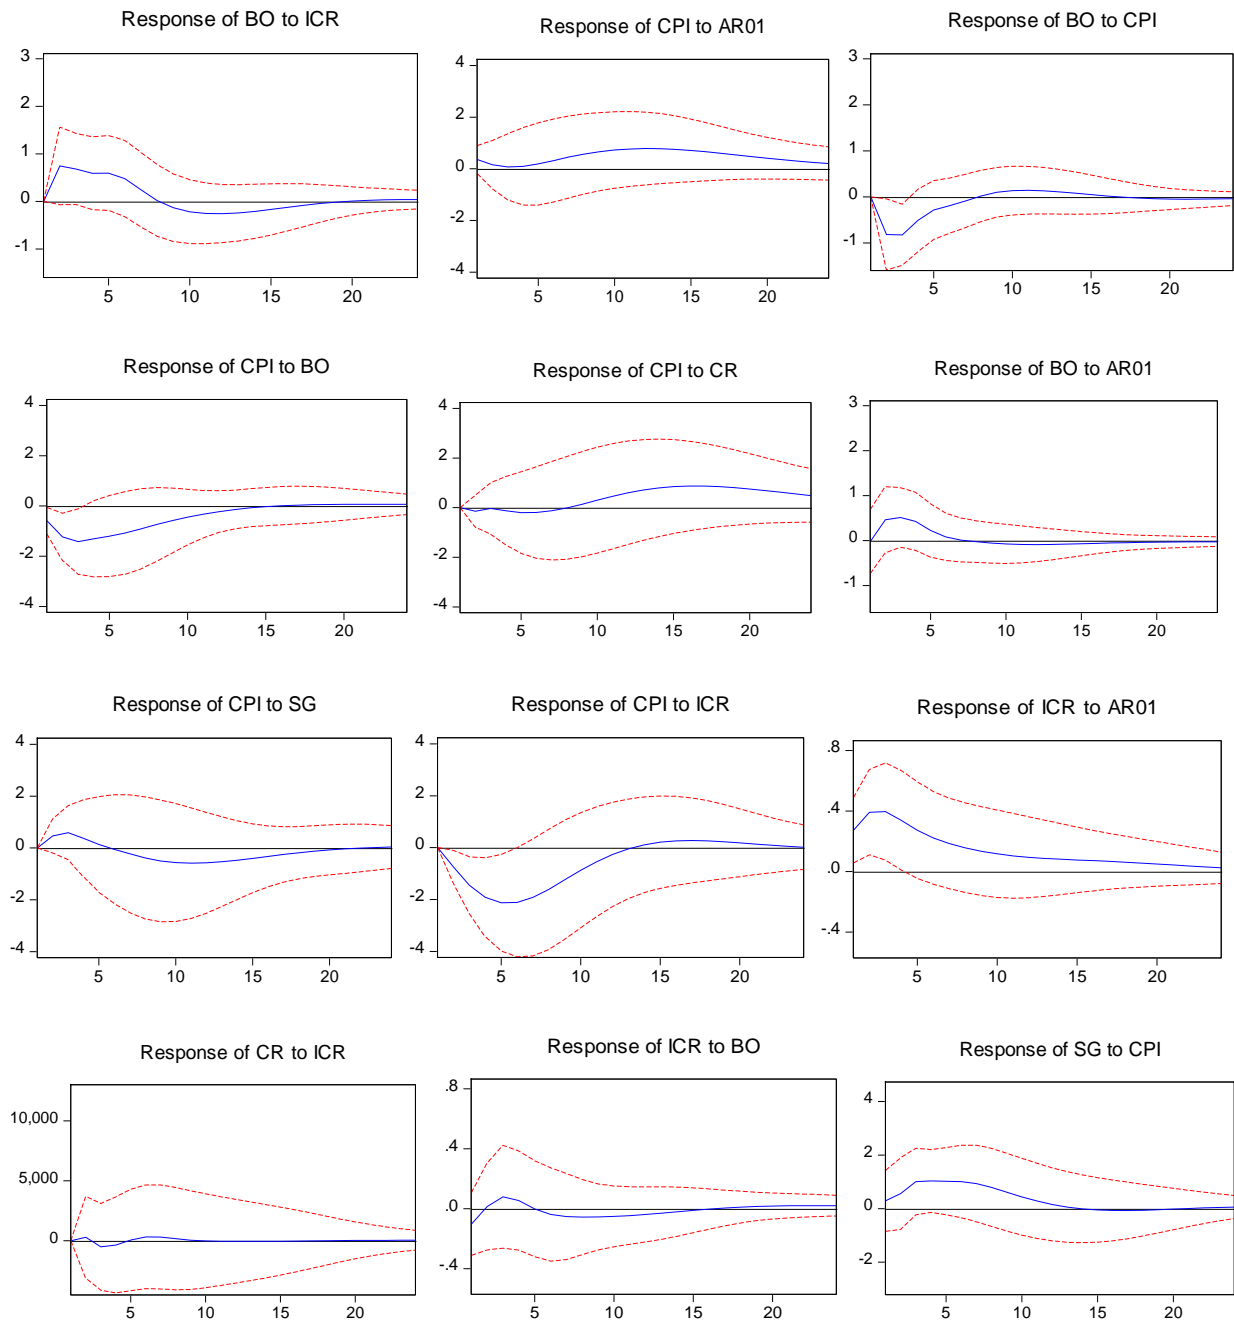 Response of BO to ICR
3
2
1
0
-1
5 10 15 20
Response of CPI to AR01
4
2
0
-2
-4
5 10 15 20
Response of BO to CPI
3
2
1
0
-1
5 10 15 20
Response of CPI to BO
4
2
0
-2
-4
5 10 15 20
Response of CPI to CR
4
2
0
-2
-4
5 10 15 20
Response of BO to AR01
3
2
1
0
-1
5 10 15 20
Response of CPI to SG
4
2
0
-2
-4
5 10 15 20
Response of CPI to ICR
4
2
0
-2
-4
5 10 15 20
Response of ICR to AR01
.8
.4
.0
-.4
5 10 15 20
Response of CR to ICR
10,000
5,000
0
5 10 15 20
Response of ICR to BO
.8
.4
.0
-.4
5 10 15 20
Response of SG to CPI
4
2
0
-2
5 10 15 20